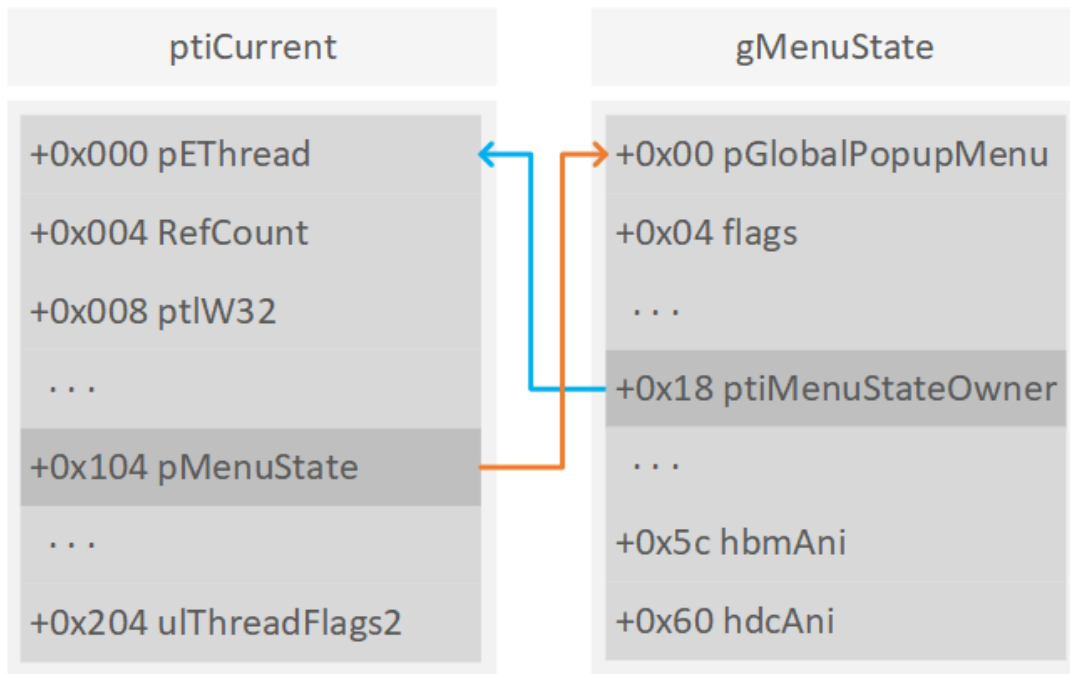 ptiCurrent
+0x000 pEThread
+0x004 RefCount
+0x008 ptlW32
. . .
+0x104 pMenuState
. . .
+0x204 ulThreadFlags2
gMenuState
+0x00 pGlobalPopupMenu
+0x04 flags
. . .
+0x18 ptiMenuStateOwner
. . .
+0x5c hbmAni
+0x60 hdcAni